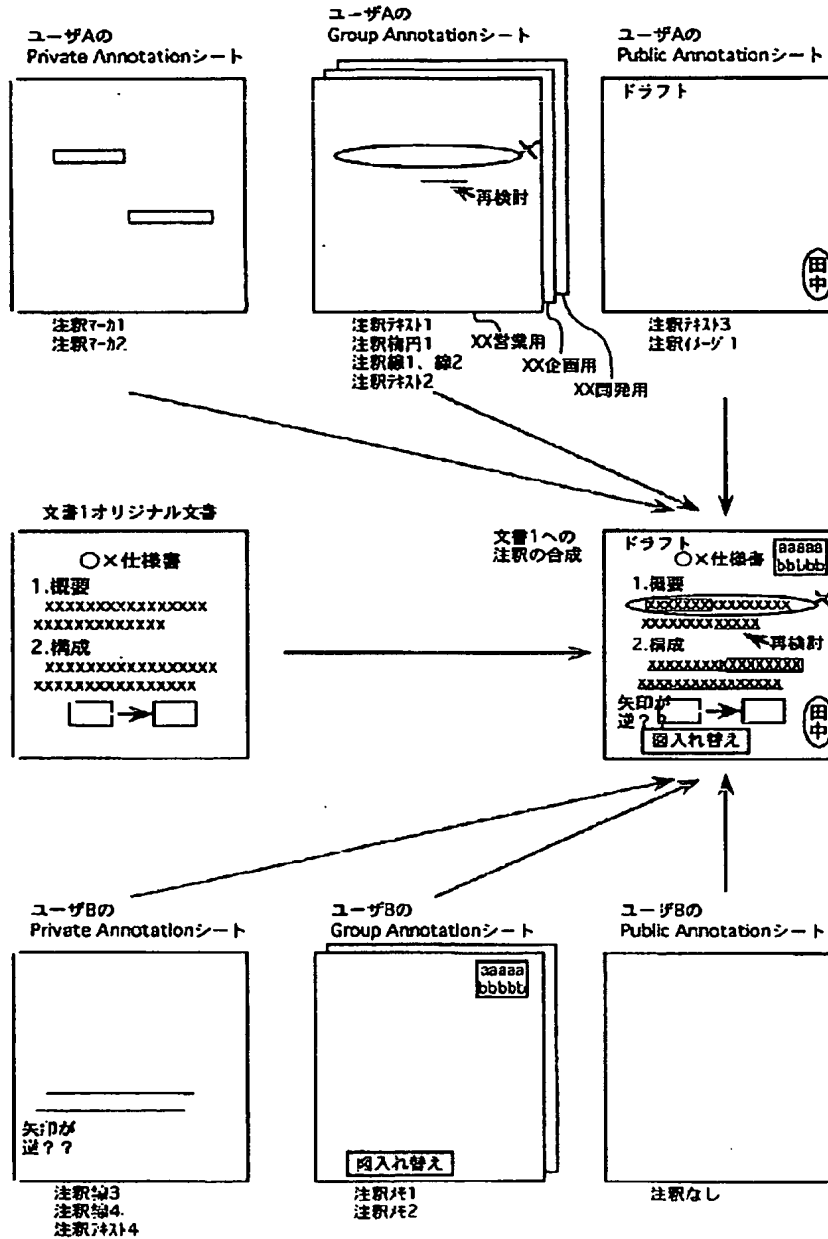 ユーザAの
Private Annotationシート
ユーザAの
Group Annotationシート
ユーザAの
Public Annotationシート
再検討
ドラフト
田中
注釈マーカ1
注釈マーカ2
注釈テキスト1
注釈楕円1
注釈線1、線2
注釈テキスト2
XX営業用
XX企画用
XX開発用
注釈テキスト3
注釈イメージ1
文書1オリジナル文書
○×仕様書
1.概要
xxxxxxxxxxxxxxxxx
xxxxxxxxxxxxx
2.構成
xxxxxxxxxxxxxxxxx
xxxxxxxxxxxxxxxx
文書1への
注釈の合成
ドラフト
○×仕様書
aaaaa
bbbbb
1.概要
xxxxxxxxxxxxxxxxx
xxxxxxxxxxxxx
再検討
2.構成
xxxxxxxxxxxxxxxxx
xxxxxxxxxxxxxxxx
矢印が
逆??
図入れ替え
田中
ユーザBの
Private Annotationシート
ユーザBの
Group Annotationシート
ユーザBの
Public Annotationシート
矢印が
逆??
aaaaa
bbbbb
図入れ替え
注釈線3
注釈線4
注釈テキスト4
注釈メモ1
注釈メモ2
注釈なし